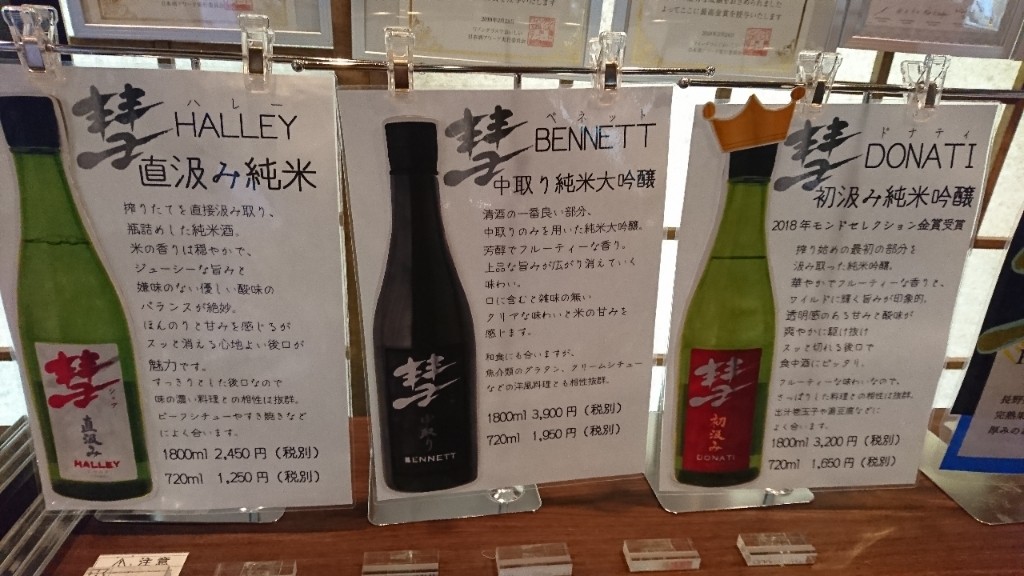 彗
ハレー
HALLEY
直汲み純米
搾りたてを直接汲み取り、
瓶詰めした純米酒。
米の香りは穏やかで、
ジューシーな旨みと
嫌味のない優しい酸味の
バランスが絶妙。
ほんのりと甘みを感じるが
スッと消える心地よい後口が
魅力です。
すっきりとした後口なので
味の濃い料理との相性は抜群。
ビーフシチューやすき焼きなど
によく合います。
1800ml 2,450円（税別）
720ml 1,250円（税別）
彗
シャア
直汲み
HALLEY
彗
ベネット
BENNETT
中取り純米大吟醸
清酒の一番良い部分、
中取りのみを用いた純米大吟醸。
芳醇でフルーティーな香り。
上品な旨みが広がり消えていく
味わい。
口に含むと雑味の無い
クリアな味わいと米の甘みを
感じます。
和食にも合いますが、
魚介類のグラタン、クリームシチュー
などの洋風料理とも相性抜群。
1800ml 3,900円（税別）
720ml 1,950円（税別）
彗
中取り
BENNETT
彗
ドナティ
DONATI
初汲み純米吟醸
2018年モンドセレクション金賞受賞
搾り始めの最初の部分を
汲み取った純米吟醸。
華やかでフルーティーな香りと、
ワイルドに輝く旨みが印象的。
透明感のある甘みと酸味が
爽やかに駆け抜け
スッと切れる後口で
食中酒にピッタリ。
フルーティーな味わいなので、
さっぱりした料理との相性は抜群。
出汁巻玉子や湯豆腐などに
よく合います。
1800ml 3,200円（税別）
720ml 1,650円（税別）
彗
初汲み
DONATI
長野
完熟
厚みの
注意